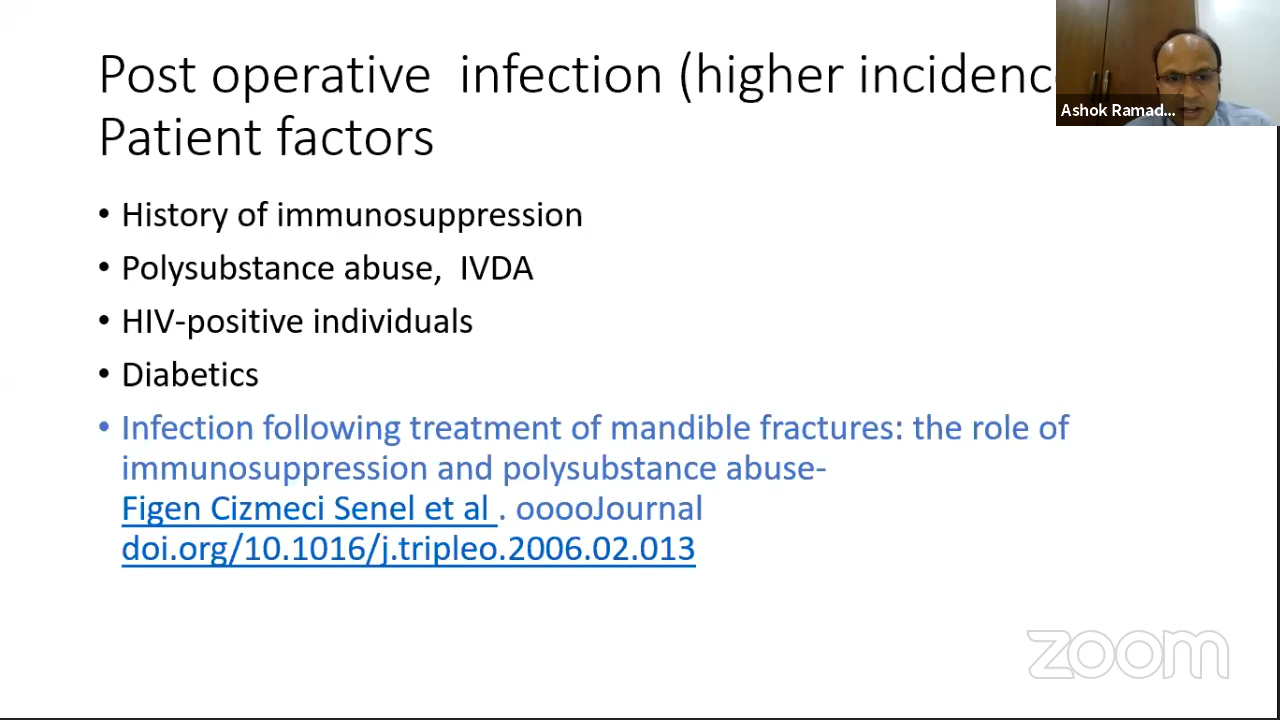 Post operative  infection (higher incidenc
Patient factors
Ashok Ramad...
• History of immunosuppression
• Polysubstance abuse,  IVDA
• HIV-positive individuals
• Diabetics
• Infection following treatment of mandible fractures: the role of
immunosuppression and polysubstance abuse-
Figen Cizmeci Senel et al . ooooJournal
doi.org/10.1016/j.tripleo.2006.02.013
zoom